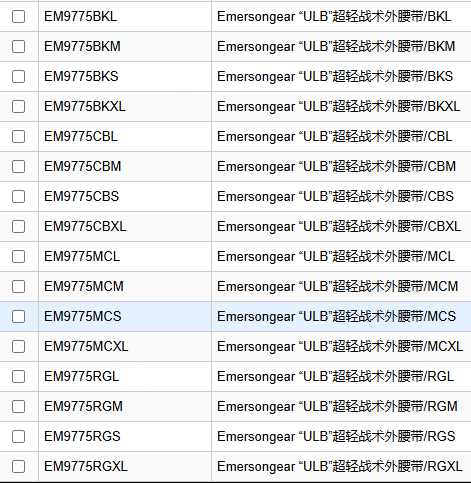 EM9775BKL Emersongear “ULB”超轻战术外腰带/BKL
EM9775BKM Emersongear “ULB”超轻战术外腰带/BKM
EM9775BKS Emersongear “ULB”超轻战术外腰带/BKS
EM9775BKXL Emersongear “ULB”超轻战术外腰带/BKXL
EM9775CBL Emersongear “ULB”超轻战术外腰带/CBL
EM9775CBM Emersongear “ULB”超轻战术外腰带/CBM
EM9775CBS Emersongear “ULB”超轻战术外腰带/CBS
EM9775CBXL Emersongear “ULB”超轻战术外腰带/CBXL
EM9775MCL Emersongear “ULB”超轻战术外腰带/MCL
EM9775MCM Emersongear “ULB”超轻战术外腰带/MCM
EM9775MCS Emersongear “ULB”超轻战术外腰带/MCS
EM9775MCXL Emersongear “ULB”超轻战术外腰带/MCXL
EM9775RGL Emersongear “ULB”超轻战术外腰带/RGL
EM9775RGM Emersongear “ULB”超轻战术外腰带/RGM
EM9775RGS Emersongear “ULB”超轻战术外腰带/RGS
EM9775RGXL Emersongear “ULB”超轻战术外腰带/RGXL